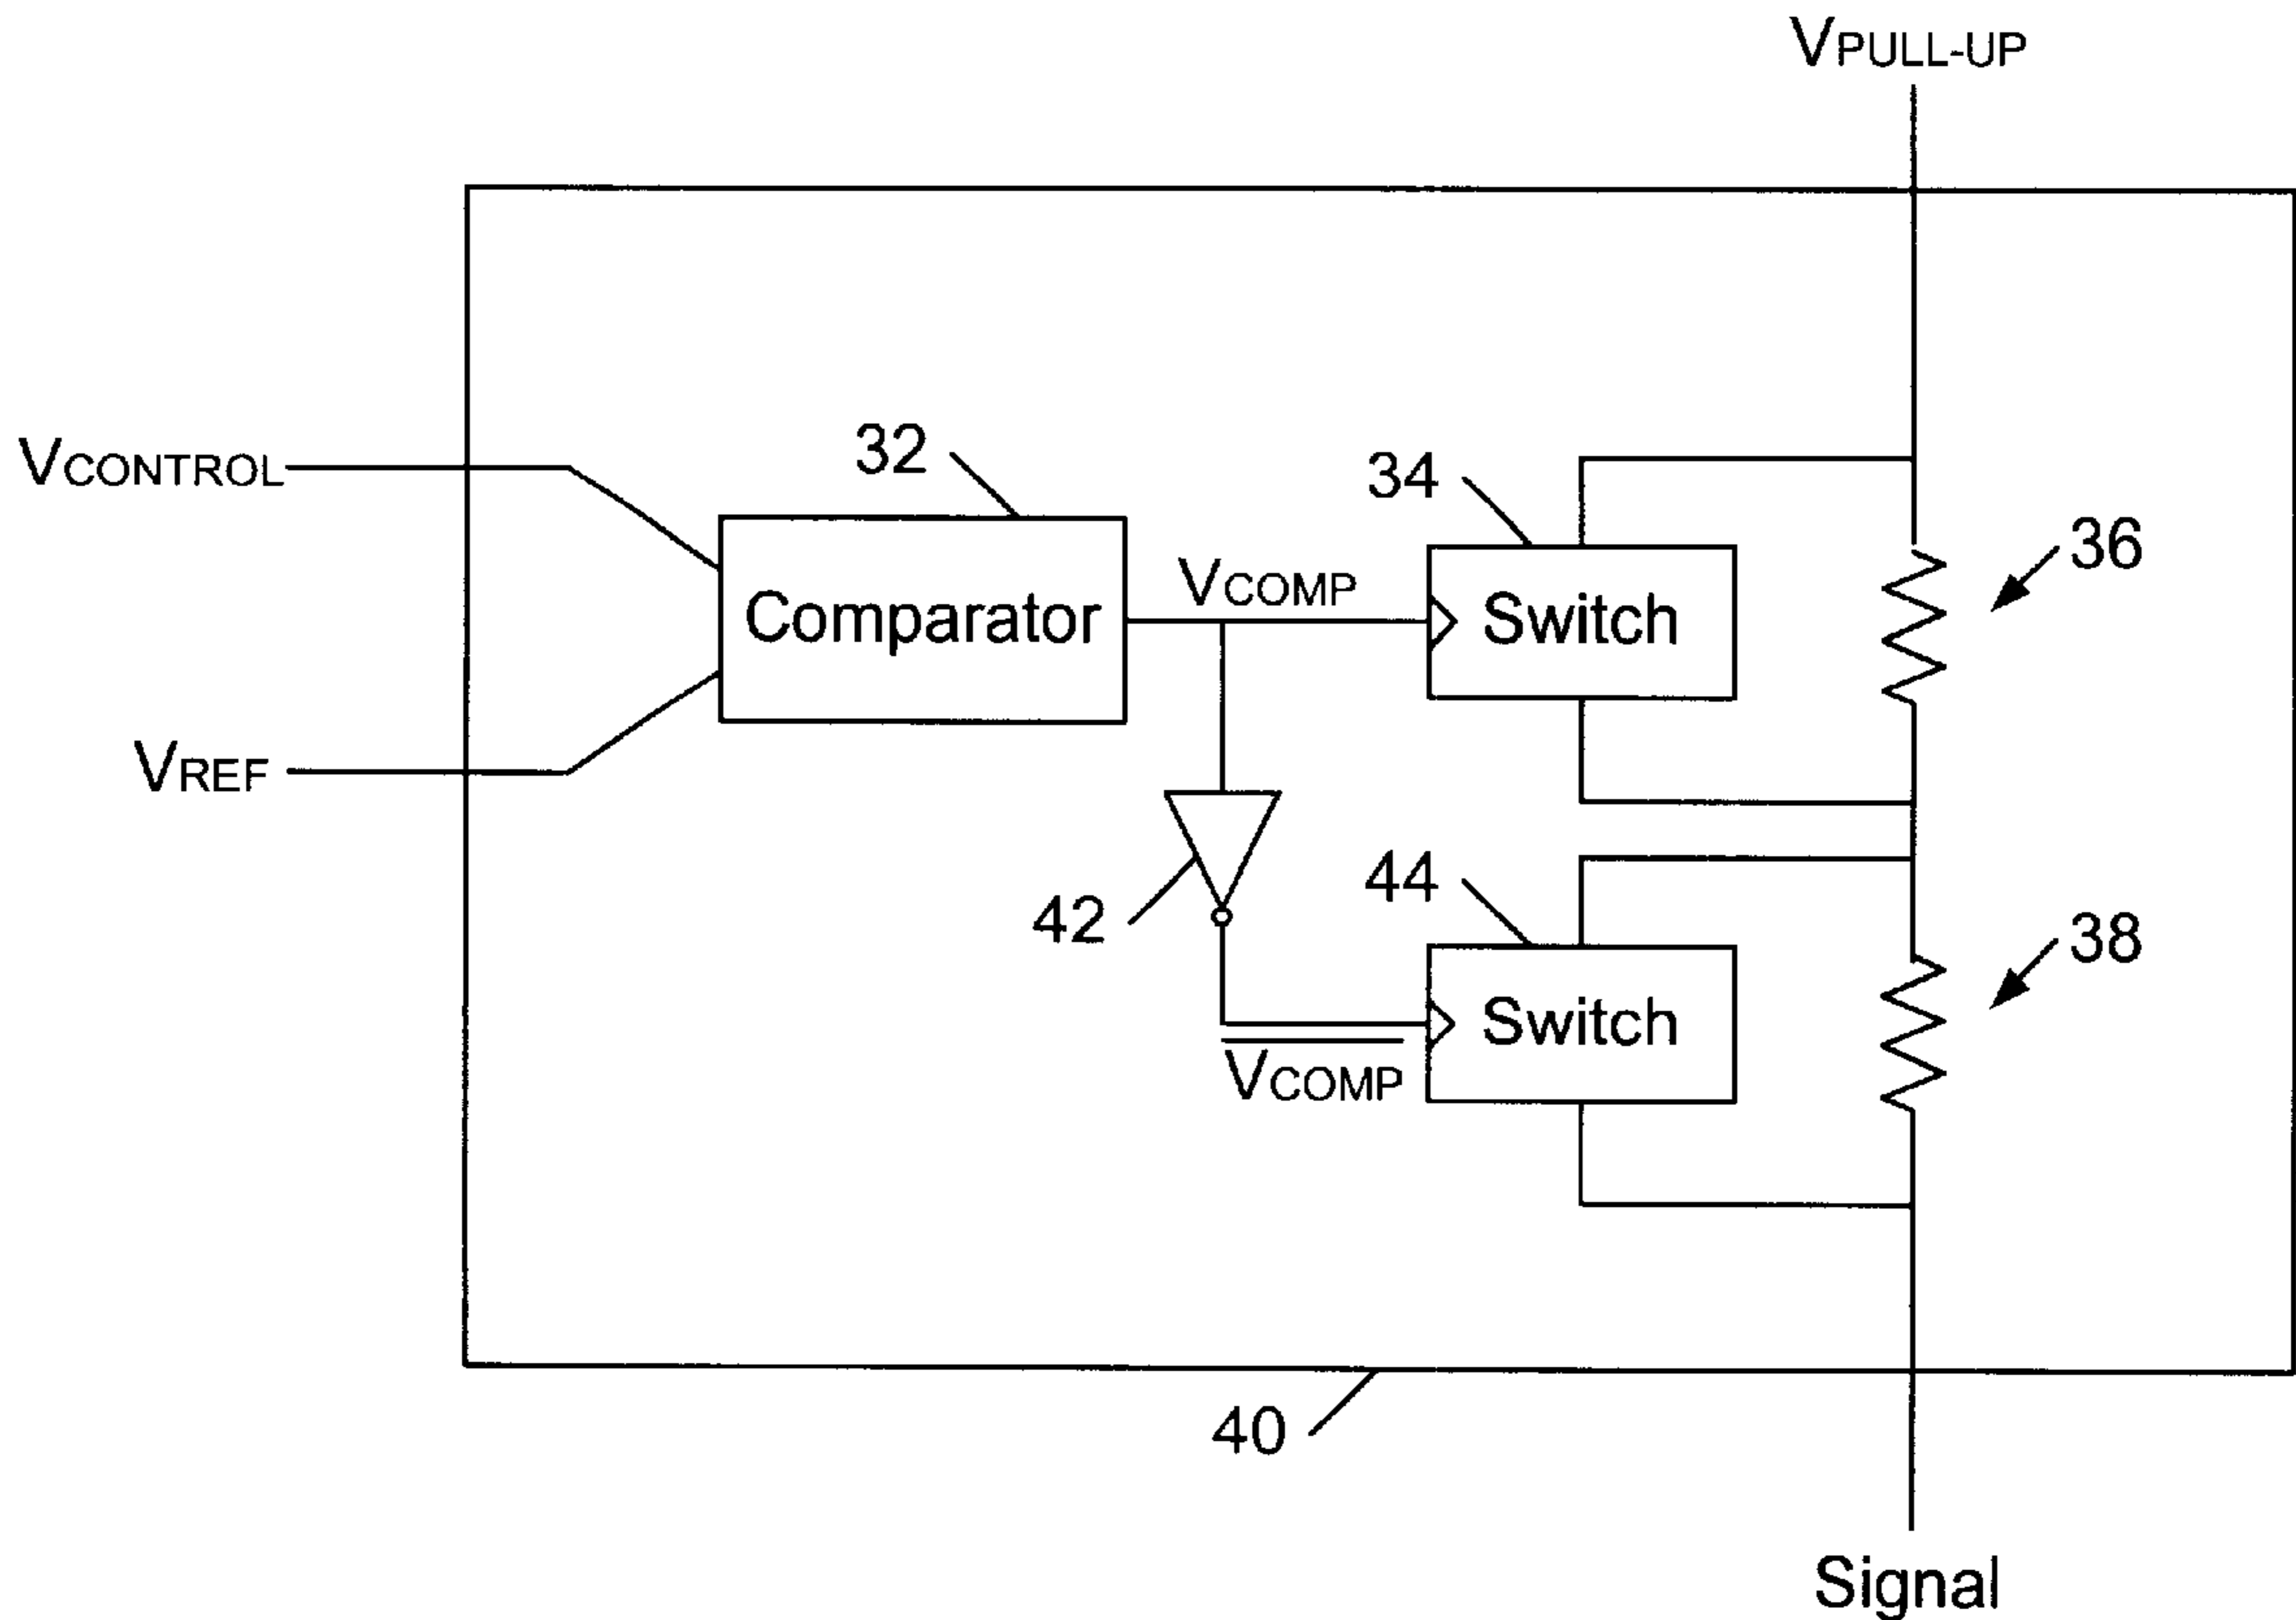 VPULL-UP
VCONTROL
32
34
36
VCOMP
Comparator
Switch
VREF
42
44
38
Switch
VCOMP
40
Signal